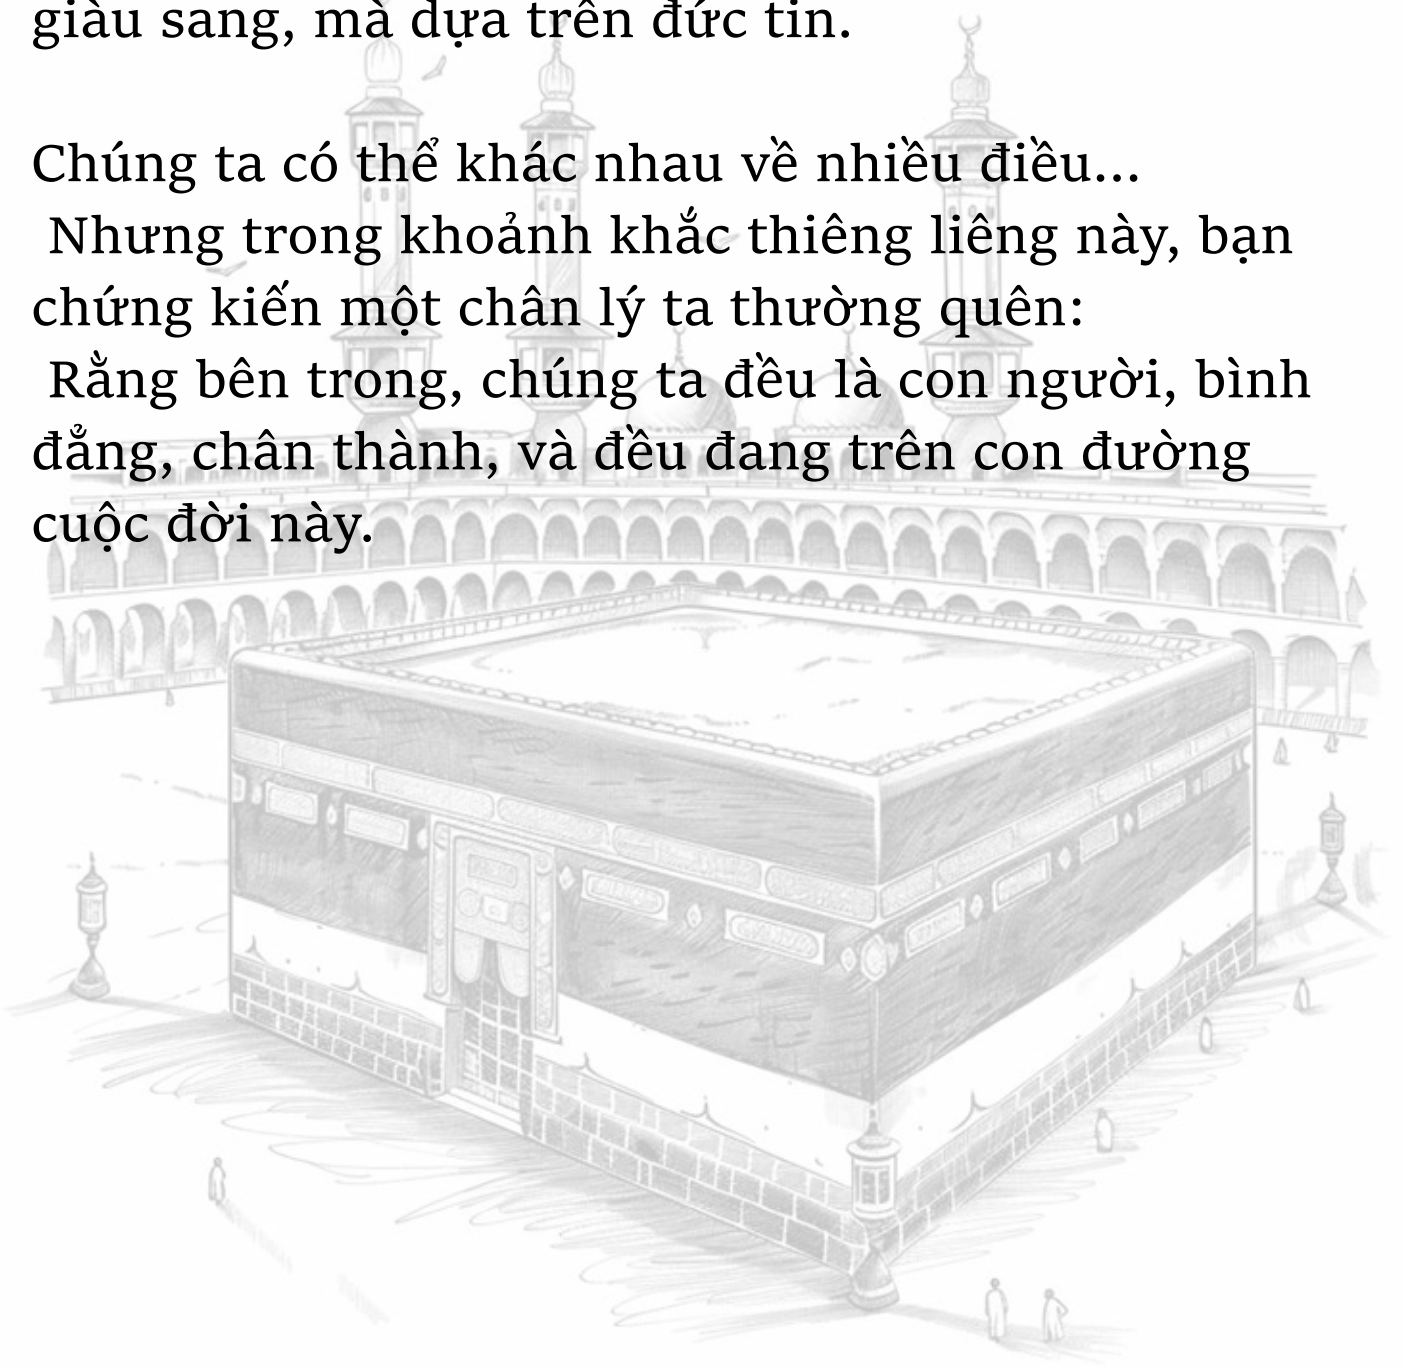 giàu sang, mà dựa trên đức tin.
Chúng ta có thể khác nhau về nhiều điều...
Nhưng trong khoảnh khắc thiêng liêng này, bạn
chứng kiến một chân lý ta thường quên:
Rằng bên trong, chúng ta đều là con người, bình
đẳng, chân thành, và đều đang trên con đường
cuộc đời này.